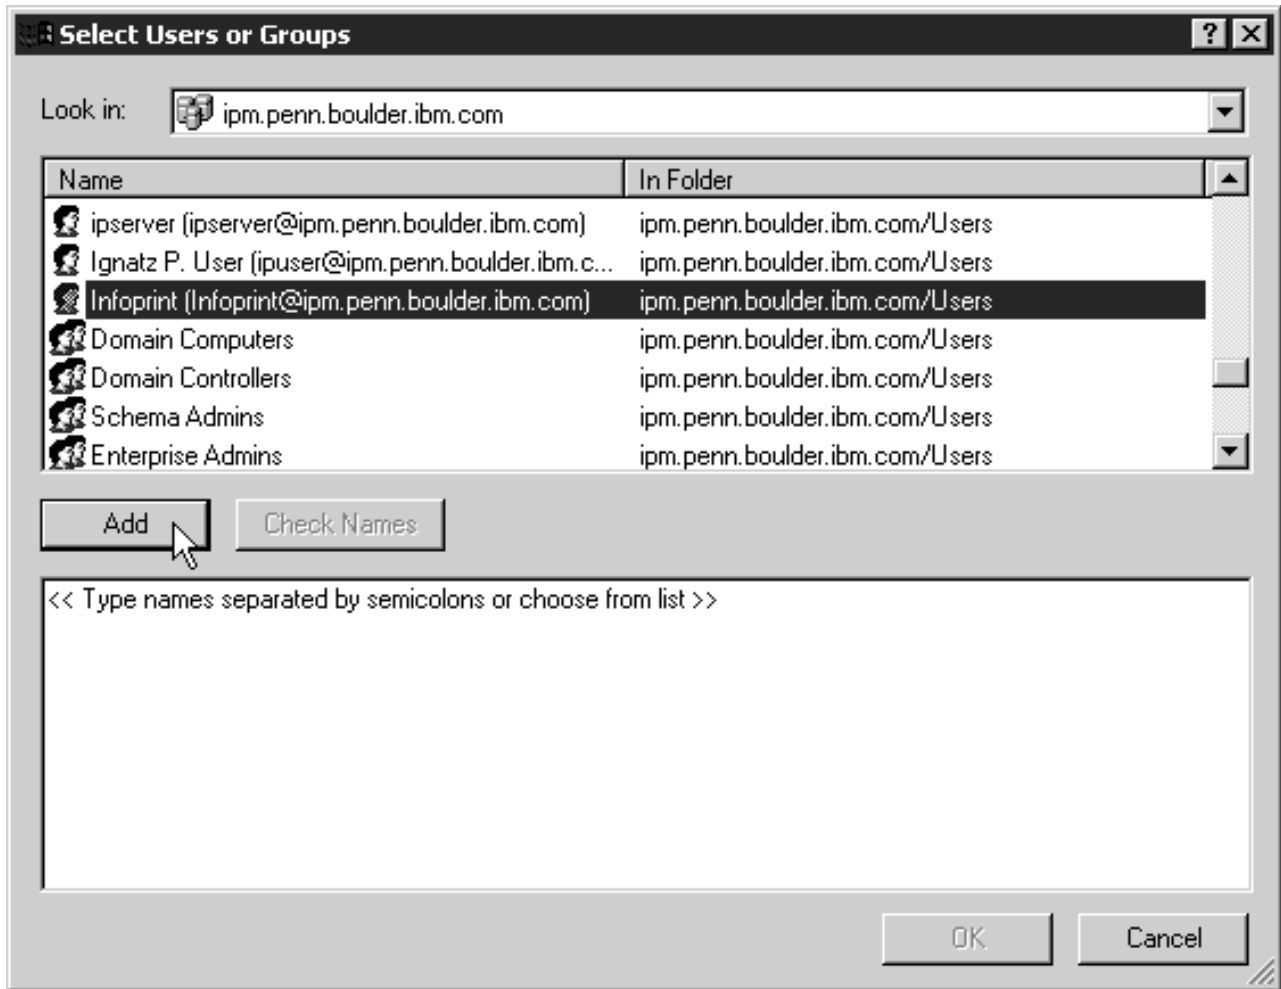 Select Users or Groups
Look in: ipm.penn.boulder.ibm.com
Name In Folder
ipserver (ipserver@ipm.penn.boulder.ibm.com) ipm.penn.boulder.ibm.com/Users
Ignatz P. User (ipuser@ipm.penn.boulder.ibm.c... ipm.penn.boulder.ibm.com/Users
Infoprint (Infoprint@ipm.penn.boulder.ibm.com) ipm.penn.boulder.ibm.com/Users
Domain Computers ipm.penn.boulder.ibm.com/Users
Domain Controllers ipm.penn.boulder.ibm.com/Users
Schema Admins ipm.penn.boulder.ibm.com/Users
Enterprise Admins ipm.penn.boulder.ibm.com/Users
Add Check Names
<< Type names separated by semicolons or choose from list >>
OK Cancel